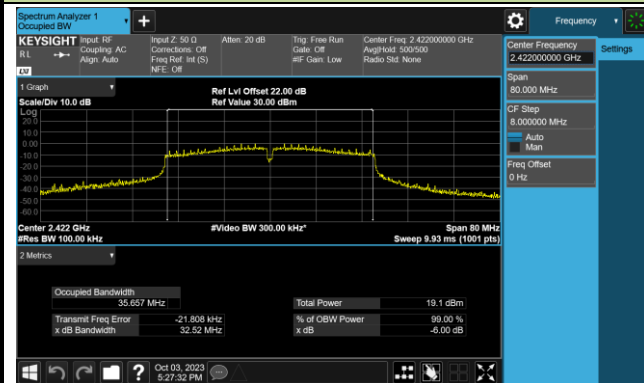 Spectrum Analyzer 1
Occupied BW
+
Frequency
KEYSIGHT
RL
Input: RF
Coupling: AC
Align: Auto
Input Z: 50 Ω
Corrections: Off
Freq Ref: Int (S)
NFE: Off
Atten: 20 dB
Trig: Free Run
Gate: Off
#IF Gain: Low
Center Freq: 2.422000000 GHz
Avg|Hold: 500/500
Radio Std: None
Center Frequency
2.422000000 GHz
Settings
Span
80.000 MHz
CF Step
8.000000 MHz
Auto
Man
Freq Offset
0 Hz
1 Graph
Scale/Div 10.0 dB
Ref Lvl Offset 22.00 dB
Ref Value 30.00 dBm
Log
20.0
10.0
0.00
-10.0
-20.0
-30.0
-40.0
-50.0
-60.0
Center 2.422 GHz
#Res BW 100.00 kHz
#Video BW 300.00 kHz*
Span 80 MHz
Sweep 9.93 ms (1001 pts)
2 Metrics
Occupied Bandwidth
35.657 MHz
Total Power 19.1 dBm
Transmit Freq Error -21.808 kHz
% of OBW Power 99.00 %
x dB Bandwidth 32.52 MHz
x dB -6.00 dB
?
Oct 03, 2023
5:27:32 PM